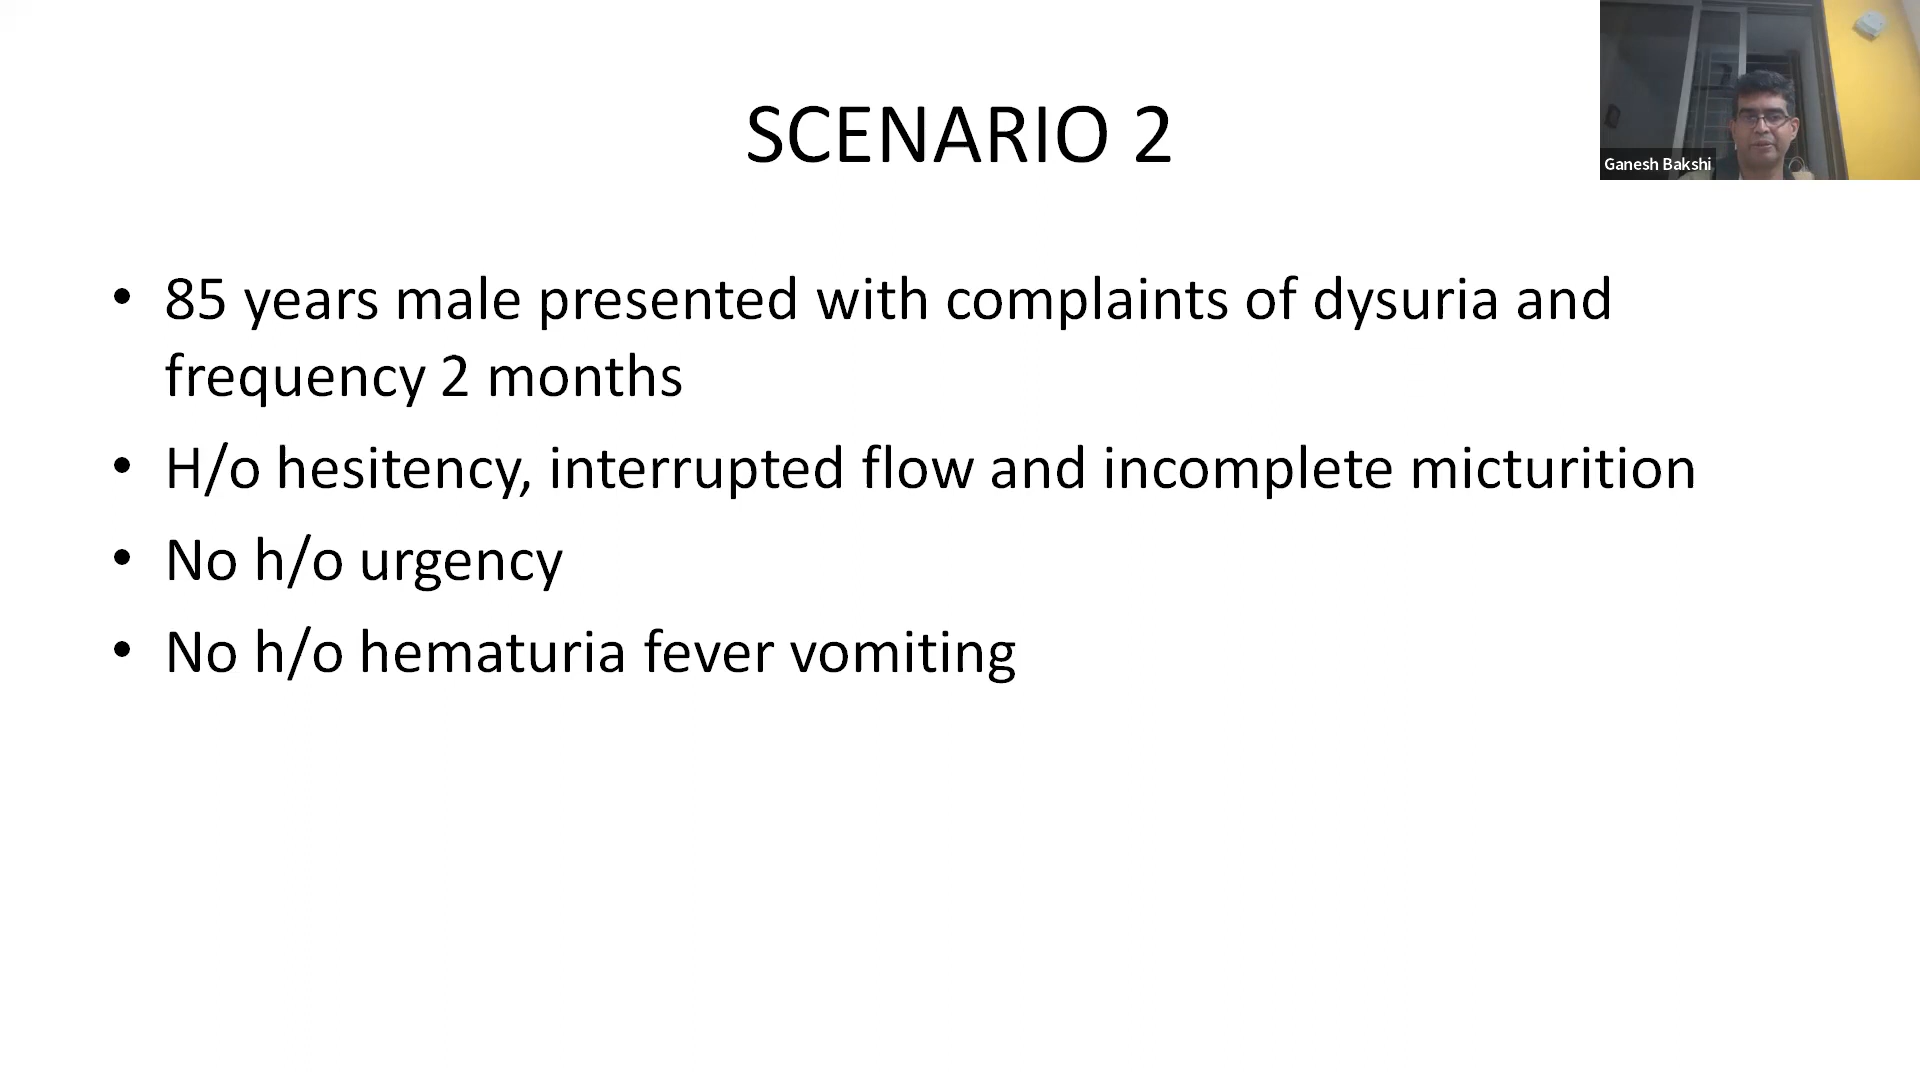 SCENARIO 2
Ganesh Bakshi
• 85 years male presented with complaints of dysuria and
frequency 2 months
• H/o hesitency, interrupted flow and incomplete micturition
• No h/o urgency
• No h/o hematuria fever vomiting